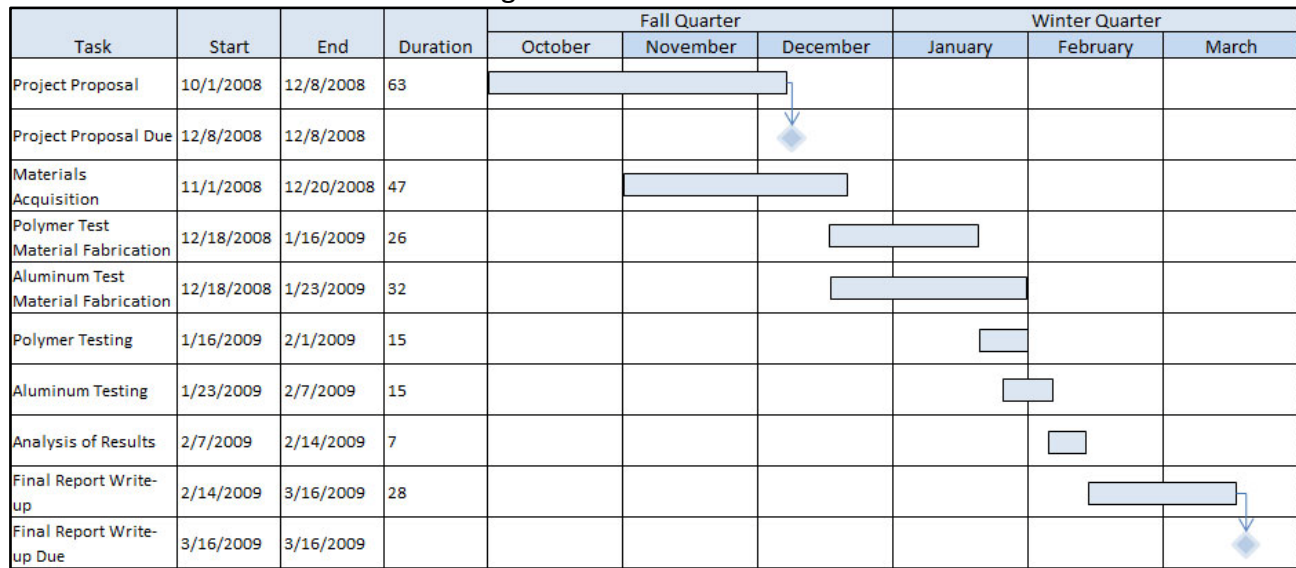 Fall Quarter Winter Quarter
Task Start End Duration October November December January February March
Project Proposal 10/1/2008 12/8/2008 63
Project Proposal Due 12/8/2008 12/8/2008
Materials
Acquisition 11/1/2008 12/20/2008 47
Polymer Test
Material Fabrication 12/18/2008 1/16/2009 26
Aluminum Test
Material Fabrication 12/18/2008 1/23/2009 32
Polymer Testing 1/16/2009 2/1/2009 15
Aluminum Testing 1/23/2009 2/7/2009 15
Analysis of Results 2/7/2009 2/14/2009 7
Final Report Write-
up 2/14/2009 3/16/2009 28
Final Report Write-
up Due 3/16/2009 3/16/2009